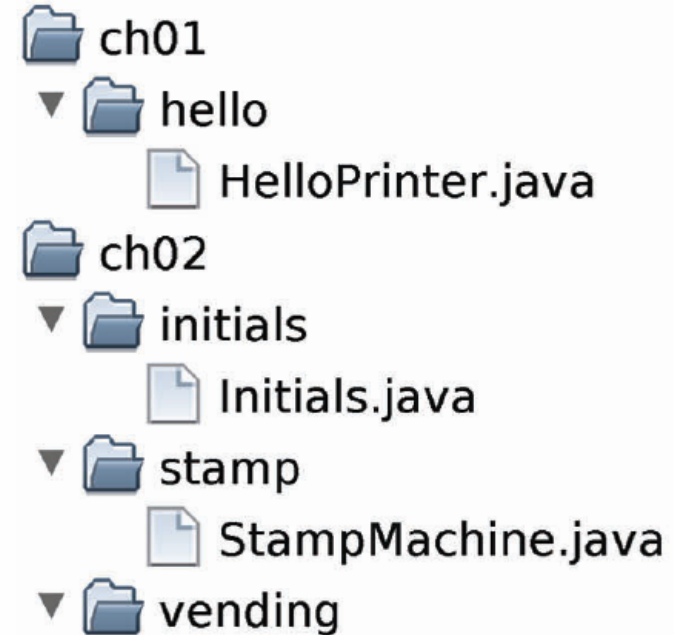 ch01
hello
HelloPrinter.java
ch02
initials
Initials.java
stamp
StampMachine.java
vending